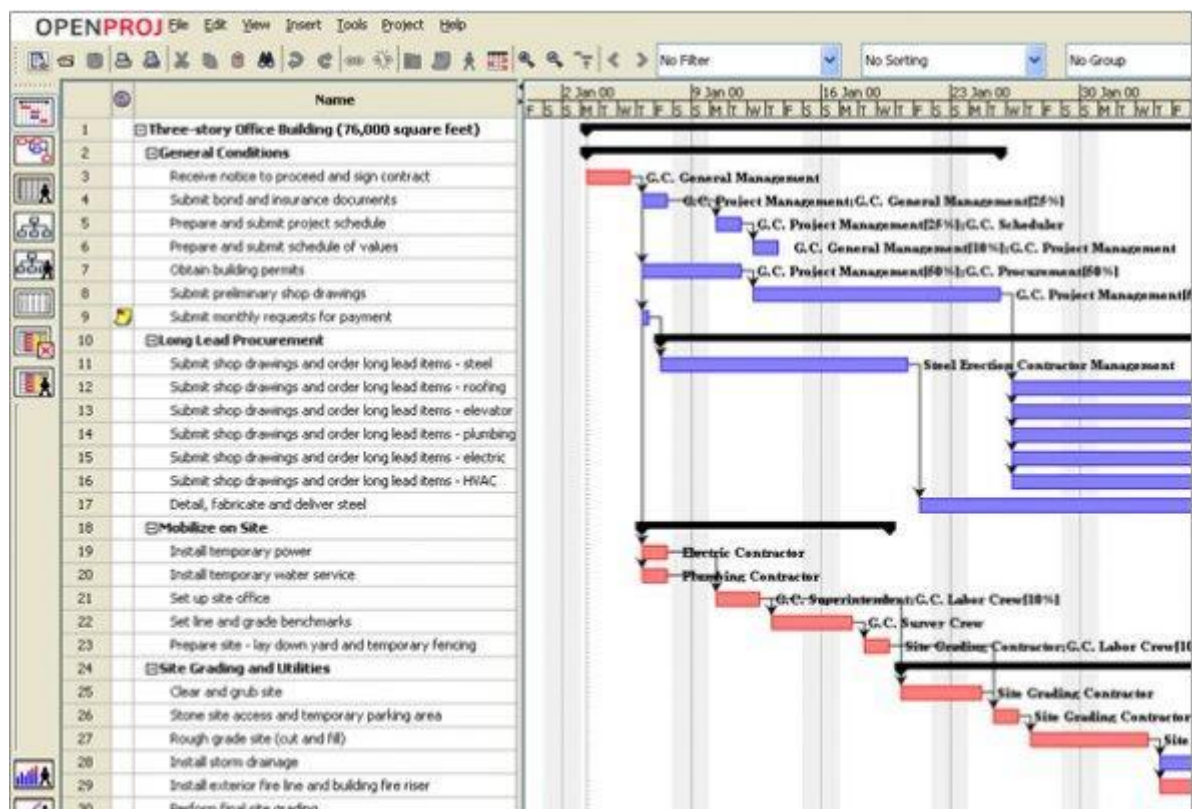 OPENPROJ File Edit View Insert Tools Project Help
No Filter No Sorting No Group
Name 2 Jan 00 9 Jan 00 16 Jan 00 23 Jan 00 30 Jan 00
F S S M T W T F S S M T W T F S S M T W T F S S M T W T F S S M T W T F
1 Three-story Office Building (76,000 square feet)
2 General Conditions
3 Receive notice to proceed and sign contract G.C. General Management
4 Submit bond and insurance documents G.C. Project Management;G.C. General Management[25%]
5 Prepare and submit project schedule G.C. Project Management[25%];G.C. Scheduler
6 Prepare and submit schedule of values G.C. General Management[10%];G.C. Project Management
7 Obtain building permits G.C. Project Management[50%];G.C. Procurement[50%]
8 Submit preliminary shop drawings G.C. Project Management[
9 Submit monthly requests for payment
10 Long Lead Procurement
11 Submit shop drawings and order long lead items - steel Steel Erection Contractor Management
12 Submit shop drawings and order long lead items - roofing
13 Submit shop drawings and order long lead items - elevator
14 Submit shop drawings and order long lead items - plumbing
15 Submit shop drawings and order long lead items - electric
16 Submit shop drawings and order long lead items - HVAC
17 Detail, fabricate and deliver steel
18 Mobilize on Site
19 Install temporary power Electric Contractor
20 Install temporary water service Plumbing Contractor
21 Set up site office G.C. Superintendent;G.C. Labor Crew[10%]
22 Set line and grade benchmarks G.C. Survey Crew
23 Prepare site - lay down yard and temporary fencing Site Grading Contractor;G.C. Labor Crew[10
24 Site Grading and Utilities
25 Clear and grub site Site Grading Contractor
26 Stone site access and temporary parking area Site Grading Contractor
27 Rough grade site (cut and fill) Site
28 Install storm drainage
29 Install exterior fire line and building fire riser
30 Perform final site grading